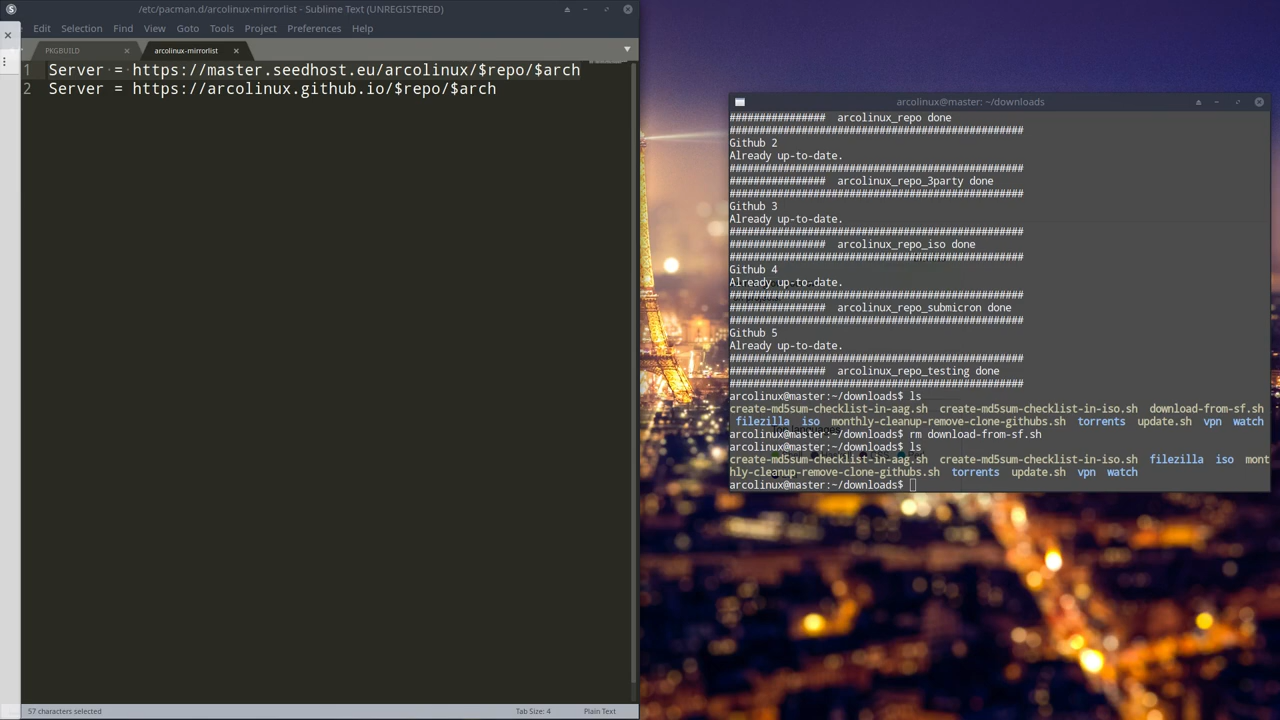 /etc/pacman.d/arcolinux-mirrorlist - Sublime Text (UNREGISTERED)
Edit Selection Find View Goto Tools Project Preferences Help
PKGBUILD arcolinux-mirrorlist
1 Server = https://master.seedhost.eu/arcolinux/$repo/$arch
2 Server = https://arcolinux.github.io/$repo/$arch
57 characters selected Tab Size: 4 Plain Text
arcolinux@master: ~/downloads
################ arcolinux_repo done
#################################################
Github 2
Already up-to-date.
#################################################
################ arcolinux_repo_3party done
#################################################
Github 3
Already up-to-date.
#################################################
################ arcolinux_repo_iso done
#################################################
Github 4
Already up-to-date.
#################################################
################ arcolinux_repo_submicron done
#################################################
Github 5
Already up-to-date.
#################################################
################ arcolinux_repo_testing done
#################################################
arcolinux@master:~/downloads$ ls
create-md5sum-checklist-in-aag.sh create-md5sum-checklist-in-iso.sh download-from-sf.sh
filezilla iso monthly-cleanup-remove-clone-githubs.sh torrents update.sh vpn watch
arcolinux@master:~/downloads$ rm download-from-sf.sh
arcolinux@master:~/downloads$ ls
create-md5sum-checklist-in-aag.sh create-md5sum-checklist-in-iso.sh filezilla iso mont
hly-cleanup-remove-clone-githubs.sh torrents update.sh vpn watch
arcolinux@master:~/downloads$